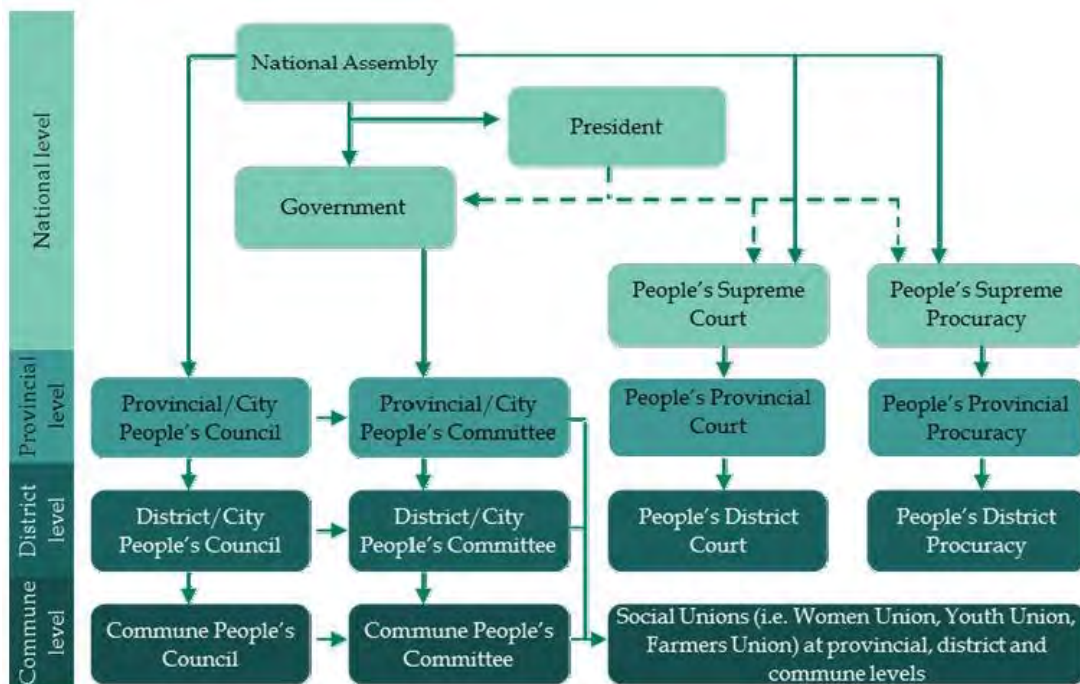 National level
National Assembly
President
Government
People's Supreme
Court
People's Supreme
Procuracy
Provincial
level
Provincial/City
People's Council
Provincial/City
People's Committee
People's Provincial
Court
People's Provincial
Procuracy
District
level
District/City
People's Council
District/City
People's Committee
People's District
Court
People's District
Procuracy
Commune
level
Commune People's
Council
Commune People's
Committee
Social Unions (i.e. Women Union, Youth Union,
Farmers Union) at provincial, district and
commune levels